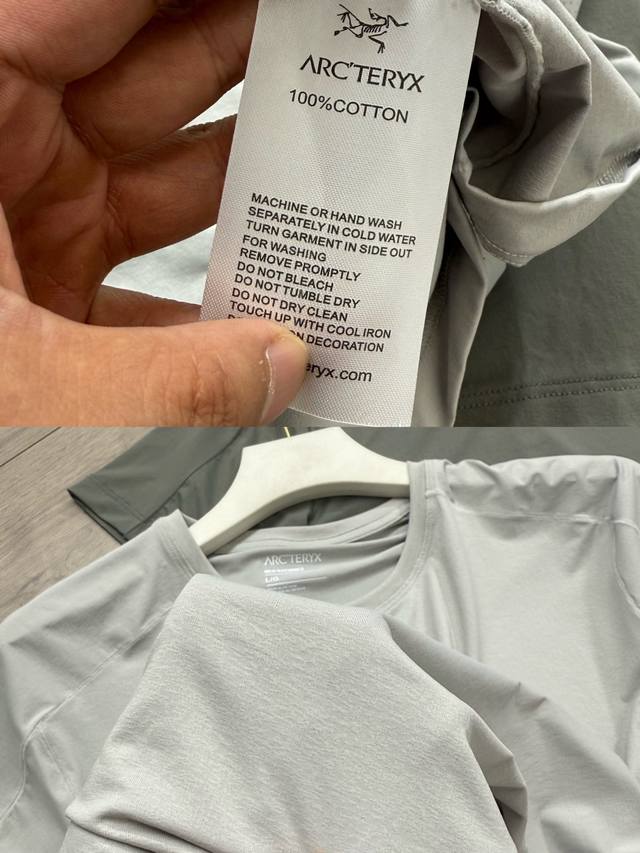 ARC'TERYX
100%COTTON
MACHINE OR HAND WASH
SEPARATELY IN COLD WATER
TURN GARMENT IN SIDE OUT
FOR WASHING
REMOVE PROMPTLY
DO NOT BLEACH
DO NOT TUMBLE DRY
DO NOT DRY CLEAN
TOUCH UP WITH COOL IRON
DECORATION
eryx.com
ARC'TERYX
L/G